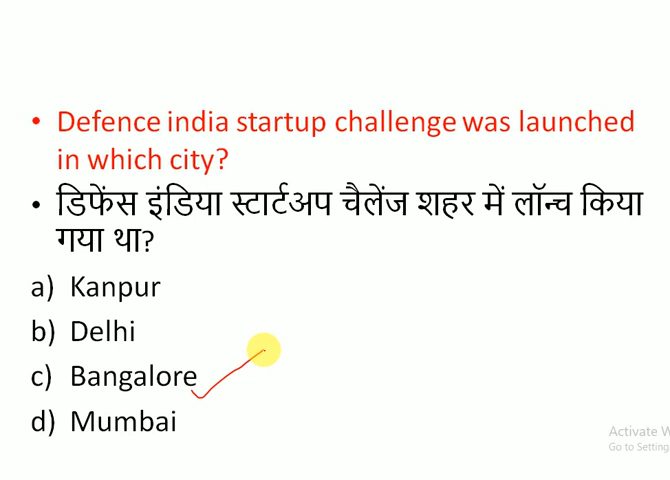 • Defence india startup challenge was launched
in which city?
• डिफेंस इंडिया स्टार्टअप चैलेंज शहर में लॉन्च किया
गया था?
a) Kanpur
b) Delhi
c) Bangalore
d) Mumbai
Activate W
Go to Setting